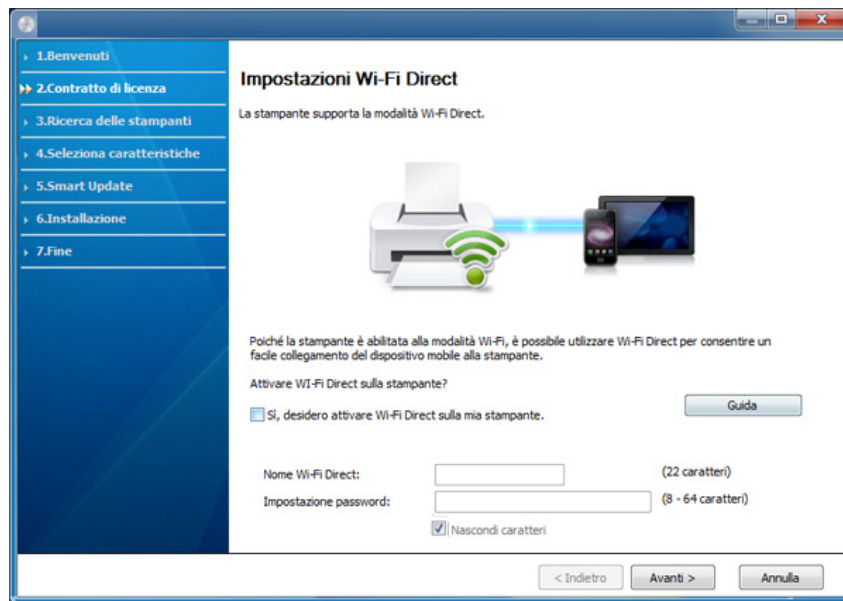 1.Benvenuti
2.Contratto di licenza
3.Ricerca delle stampanti
4.Seleziona caratteristiche
5.Smart Update
6.Installazione
7.Fine
Impostazioni Wi-Fi Direct
La stampante supporta la modalità Wi-Fi Direct.
Poiché la stampante è abilitata alla modalità Wi-Fi, è possibile utilizzare Wi-Fi Direct per consentire un
facile collegamento del dispositivo mobile alla stampante.
Attivare WI-Fi Direct sulla stampante?
Sì, desidero attivare Wi-Fi Direct sulla mia stampante.
Guida
Nome Wi-Fi Direct: (22 caratteri)
Impostazione password: (8 - 64 caratteri)
Nascondi caratteri
< Indietro Avanti > Annulla